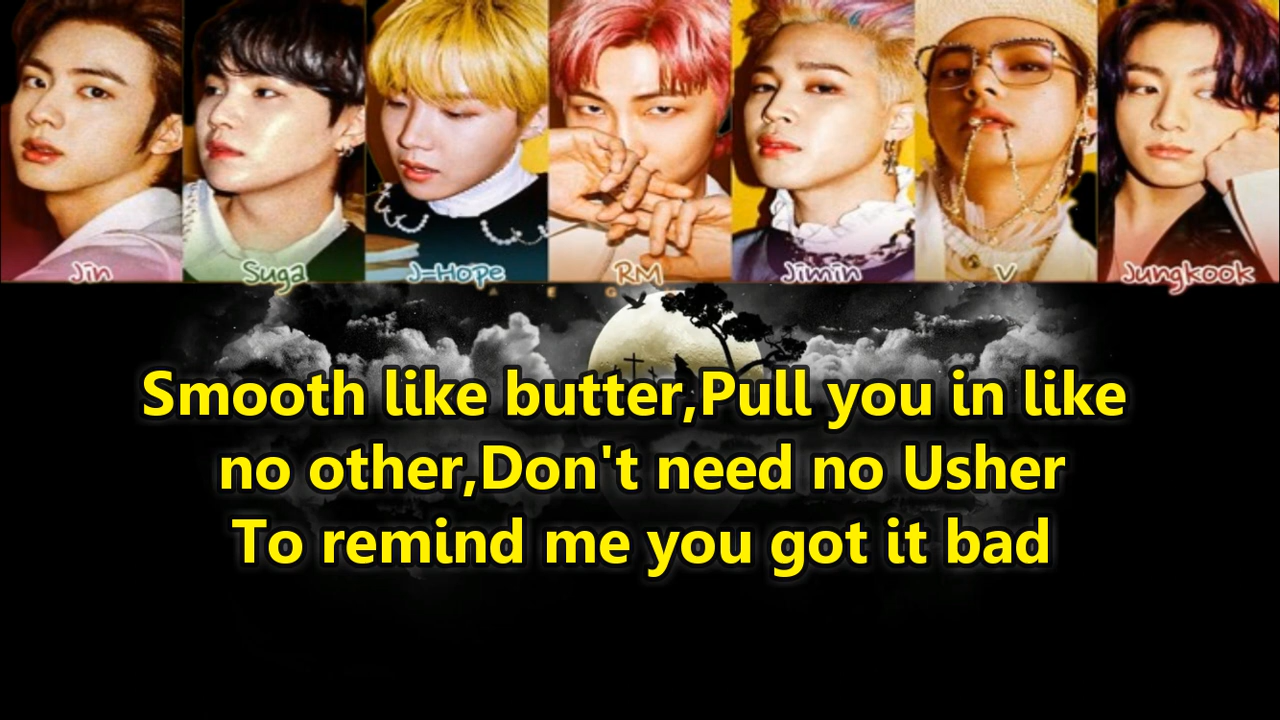 Jin
Suga
J-Hope
RM
Jimin
V
Jungkook
A E G
Smooth like butter,Pull you in like
no other,Don't need no Usher
To remind me you got it bad